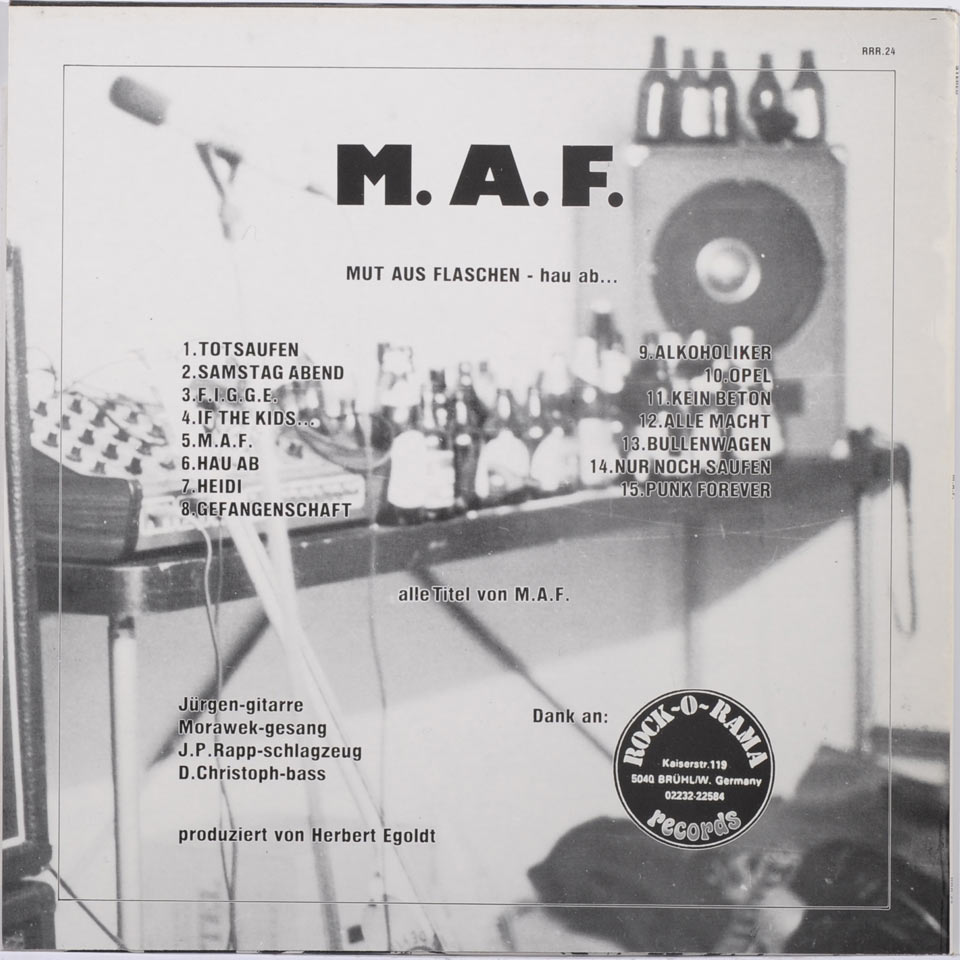 RRR.24
M. A. F.
MUT AUS FLASCHEN - hau ab...
1.TOTSAUFEN
2.SAMSTAG ABEND
3.F.I.G.G.E.
4.IF THE KIDS...
5.M.A.F.
6.HAU AB
7.HEIDI
8.GEFANGENSCHAFT
9.ALKOHOLIKER
10.OPEL
11.KEIN BETON
12.ALLE MACHT
13.BULLENWAGEN
14.NUR NOCH SAUFEN
15.PUNK FOREVER
alle Titel von M.A.F.
Jürgen-gitarre
Morawek-gesang
J.P.Rapp-schlagzeug
D.Christoph-bass
produziert von Herbert Egoldt
Dank an:
ROCK-O-RAMA
Kaiserstr.119
5040 BRÜHL/W. Germany
02232-22584
records